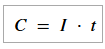 C = I · t